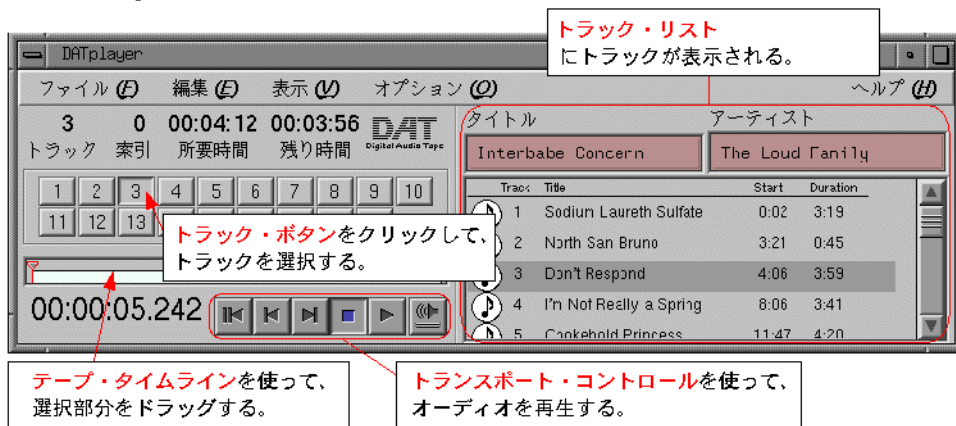 トラック・リスト
にトラックが表示される。
DATplayer
ファイル (F) 編集 (E) 表示 (V) オプション (O) ヘルプ (H)
3 0 00:04:12 00:03:56 DAT
トラック 索引 所要時間 残り時間 Digital Audio Tape
タイトル アーティスト
Interbabe Concern The Loud Family
1 2 3 4 5 6 7 8 9 10
11 12 13
Track Title Start Duration
1 Sodium Laureth Sulfate 0:02 3:19
2 North San Bruno 3:21 0:45
3 Don't Respond 4:06 3:59
4 I'm Not Really a Spring 8:06 3:41
5 Cookehold Princess 11:47 4:20
トラック・ボタンをクリックして、
トラックを選択する。
00:00:05.242
テープ・タイムラインを使って、
選択部分をドラッグする。
トランスポート・コントロールを使って、
オーディオを再生する。